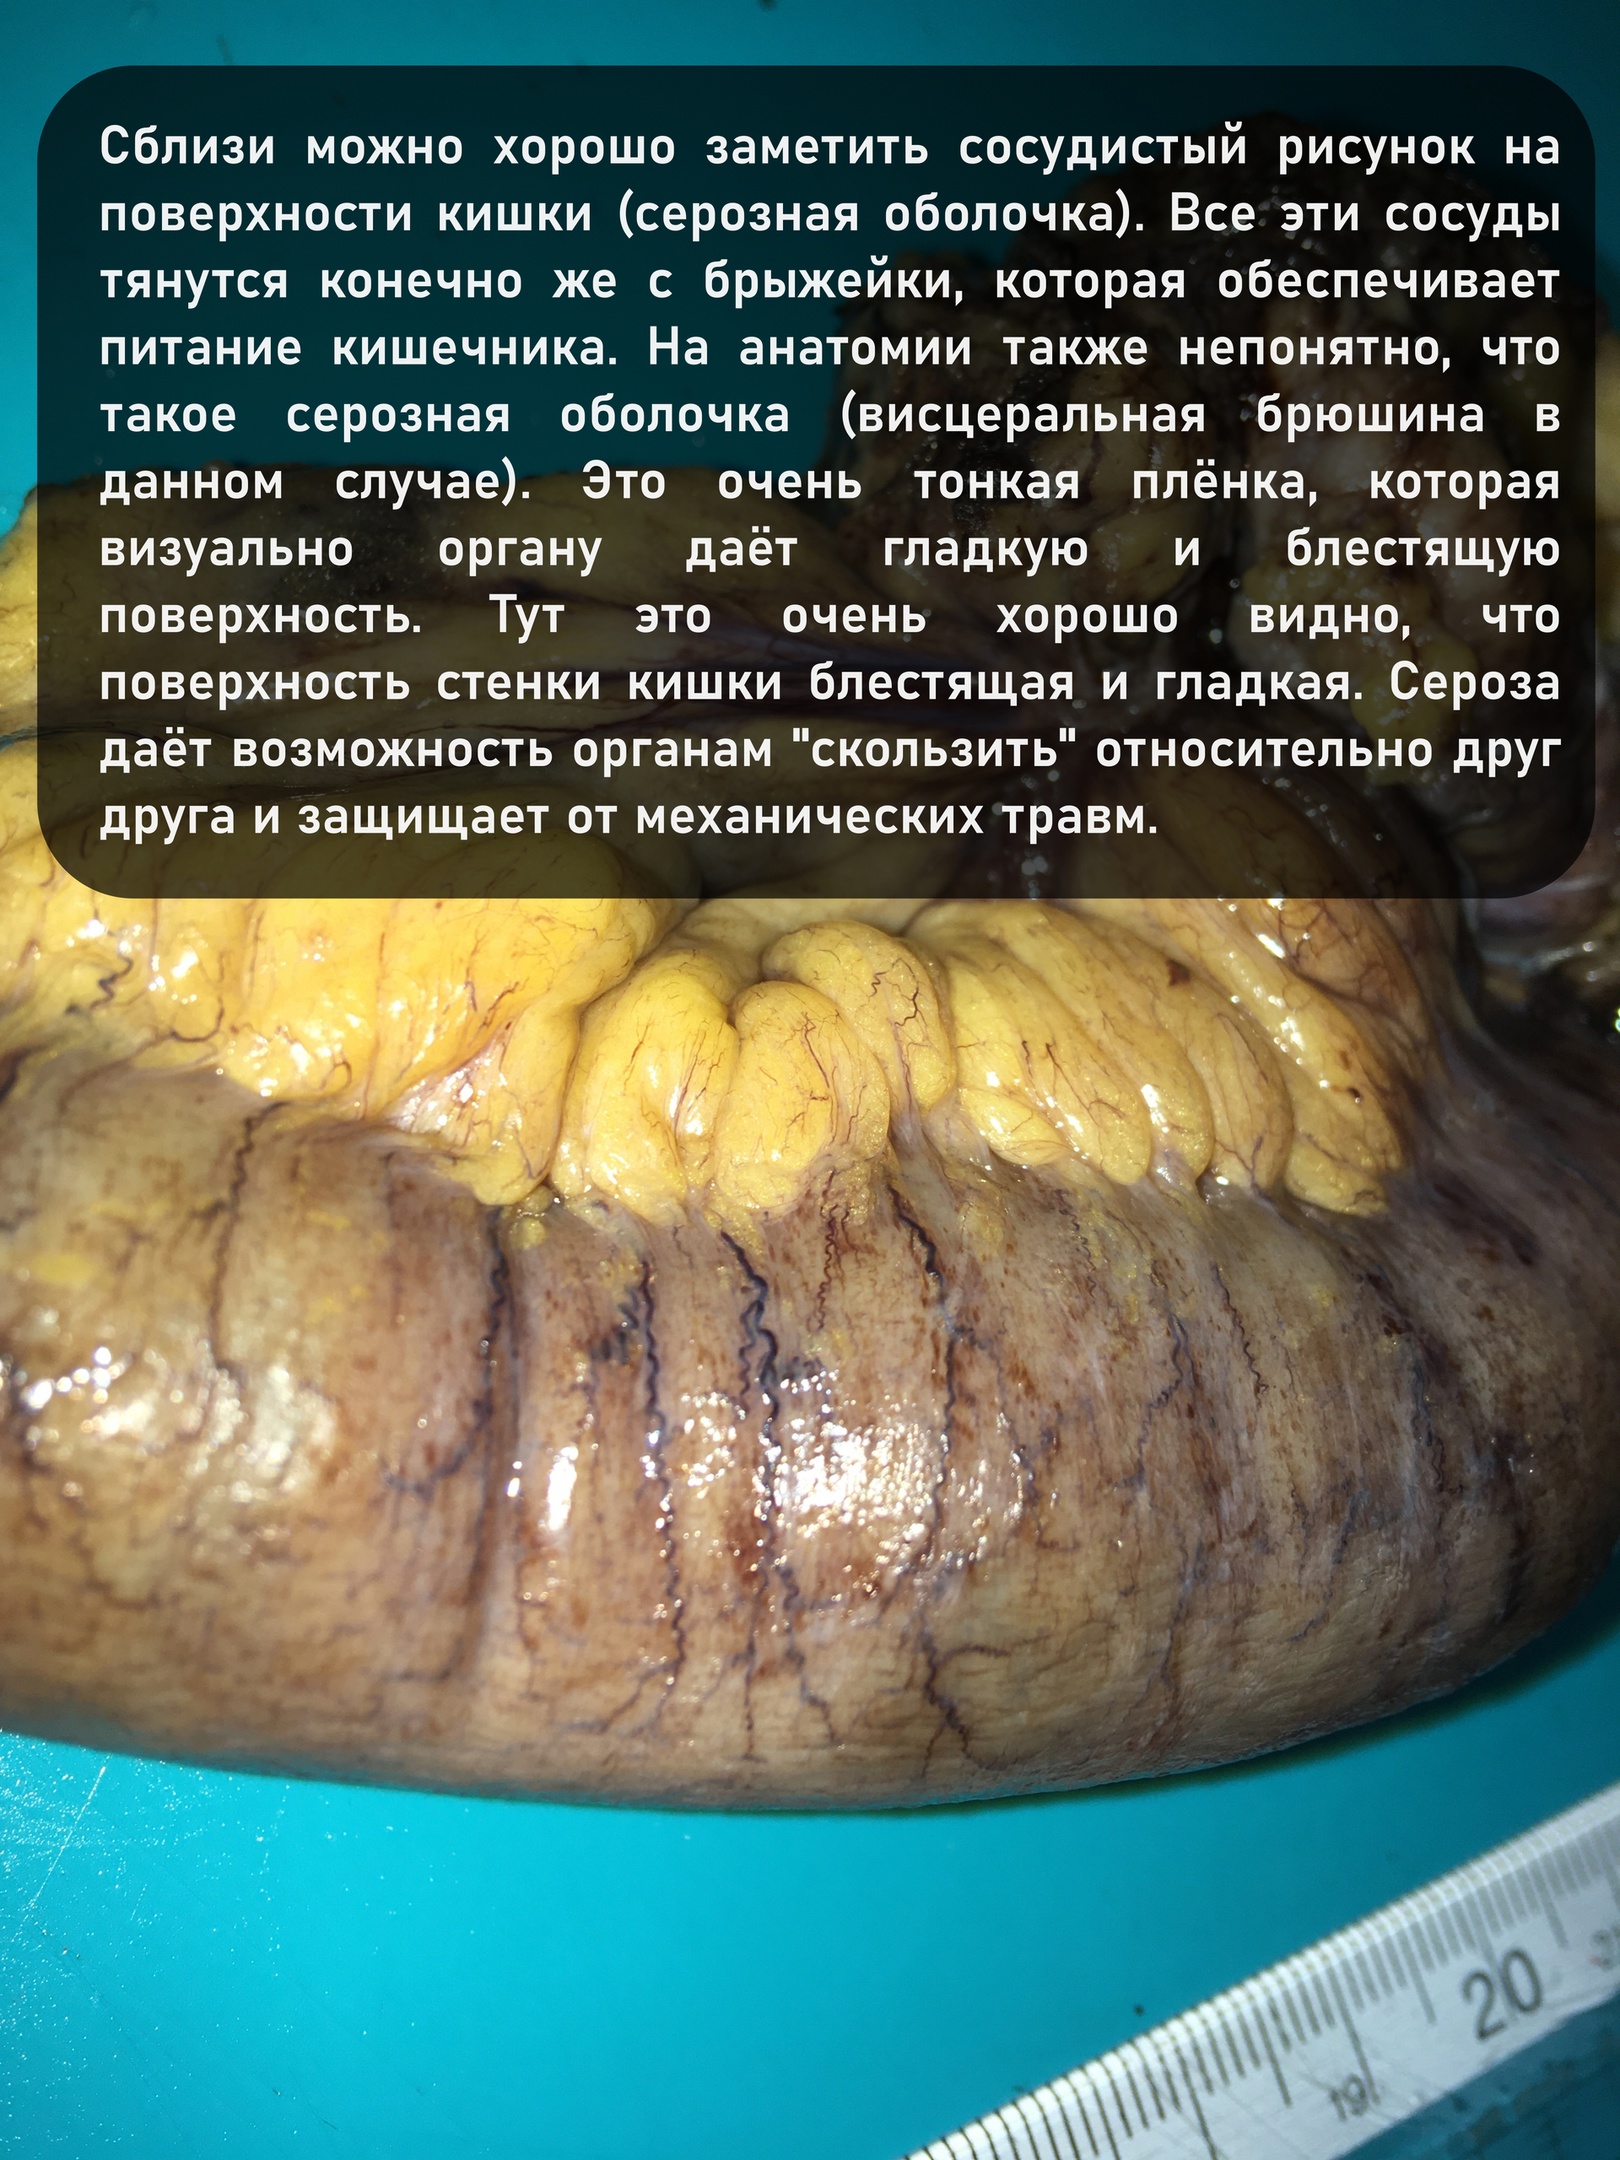 Сблизи можно хорошо заметить сосудистый рисунок на
поверхности кишки (серозная оболочка). Все эти сосуды
тянутся конечно же с брыжейки, которая обеспечивает
питание кишечника. На анатомии также непонятно, что
такое серозная оболочка (висцеральная брюшина в
данном случае). Это очень тонкая плёнка, которая
визуально органу даёт гладкую и блестящую
поверхность. Тут это очень хорошо видно, что
поверхность стенки кишки блестящая и гладкая. Сероза
даёт возможность органам "скользить" относительно друг
друга и защищает от механических травм.
20
19